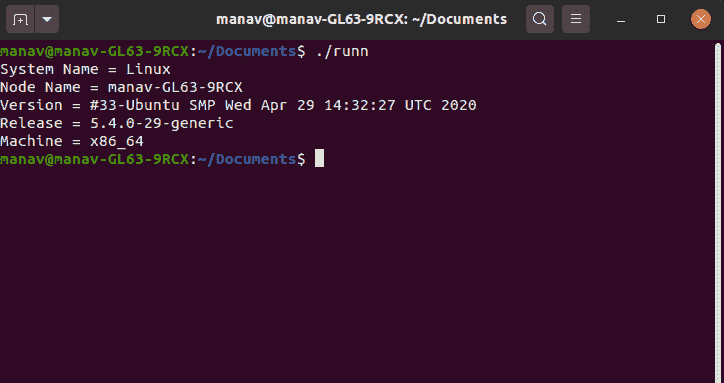 manav@manav-GL63-9RCX: ~/Documents
manav@manav-GL63-9RCX:~/Documents$ ./runn
System Name = Linux
Node Name = manav-GL63-9RCX
Version = #33-Ubuntu SMP Wed Apr 29 14:32:27 UTC 2020
Release = 5.4.0-29-generic
Machine = x86_64
manav@manav-GL63-9RCX:~/Documents$